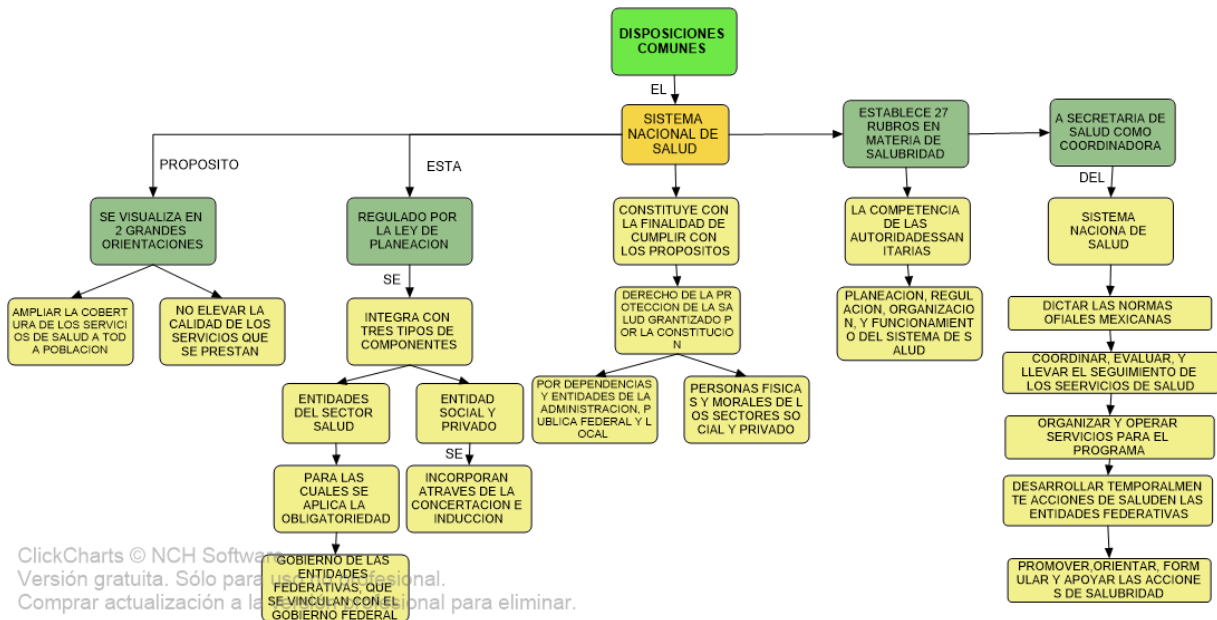 DISPOSICIONES
COMUNES
EL
SISTEMA
NACIONAL DE
SALUD
ESTABLECE 27
RUBROS EN
MATERIA DE
SALUBRIDAD
A SECRETARIA DE
SALUD COMO
COORDINADORA
PROPOSITO
ESTA
DEL
SE VISUALIZA EN
2 GRANDES
ORIENTACIONES
REGULADO POR
LA LEY DE
PLANEACION
CONSTITUYE CON
LA FINALIDAD DE
CUMPLIR CON
LOS PROPOSITOS
LA COMPETENCIA
DE LAS
AUTORIDADESSAN
ITARIAS
SISTEMA
NACIONA DE
SALUD
SE
AMPLIAR LA COBERT
URA DE LOS SERVICI
OS DE SALUD A TOD
A POBLACION
NO ELEVAR LA
CALIDAD DE LOS
SERVICIOS QUE
SE PRESTAN
INTEGRA CON
TRES TIPOS DE
COMPONENTES
DERECHO DE LA PR
OTECCION DE LA SA
LUD GRANTIZADO P
OR LA CONSTITUCIO
N
PLANEACION, REGUL
ACION, ORGANIZACIO
N, Y FUNCIONAMIENT
O DEL SISTEMA DE S
ALUD
DICTAR LAS NORMAS
OFIALES MEXICANAS
COORDINAR, EVALUAR, Y
LLEVAR EL SEGUIMIENTO DE
LOS SEERVICIOS DE SALUD
ENTIDADES
DEL SECTOR
SALUD
ENTIDAD
SOCIAL Y
PRIVADO
POR DEPENDENCIAS
Y ENTIDADES DE LA
ADMINISTRACION, P
UBLICA FEDERAL Y L
OCAL
PERSONAS FISICA
S Y MORALES DE L
OS SECTORES SO
CIAL Y PRIVADO
ORGANIZAR Y OPERAR
SERVICIOS PARA EL
PROGRAMA
SE
PARA LAS
CUALES SE
APLICA LA
OBLIGATORIEDAD
INCORPORAN
ATRAVES DE LA
CONCERTACION E
INDUCCION
DESARROLLAR TEMPORALMEN
TE ACCIONES DE SALUDEN LAS
ENTIDADES FEDERATIVAS
GOBIERNO DE LAS
ENTIDADES
FEDERATIVAS, QUE
SE VINCULAN CON EL
GOBIERNO FEDERAL
PROMOVER,ORIENTAR, FORM
ULAR Y APOYAR LAS ACCIONE
S DE SALUBRIDAD
ClickCharts © NCH Software
Versión gratuita. Sólo para uso no profesional.
Comprar actualización a la versión profesional para eliminar.